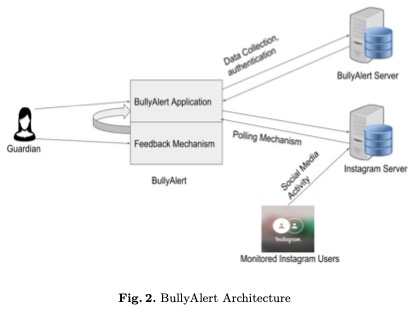 Data Collection,
authentication
BullyAlert Server
BullyAlert Application
Feedback Mechanism
Guardian
BullyAlert
Polling Mechanism
Instagram Server
Social Media
Activity
Instagram
Monitored Instagram Users
Fig. 2. BullyAlert Architecture